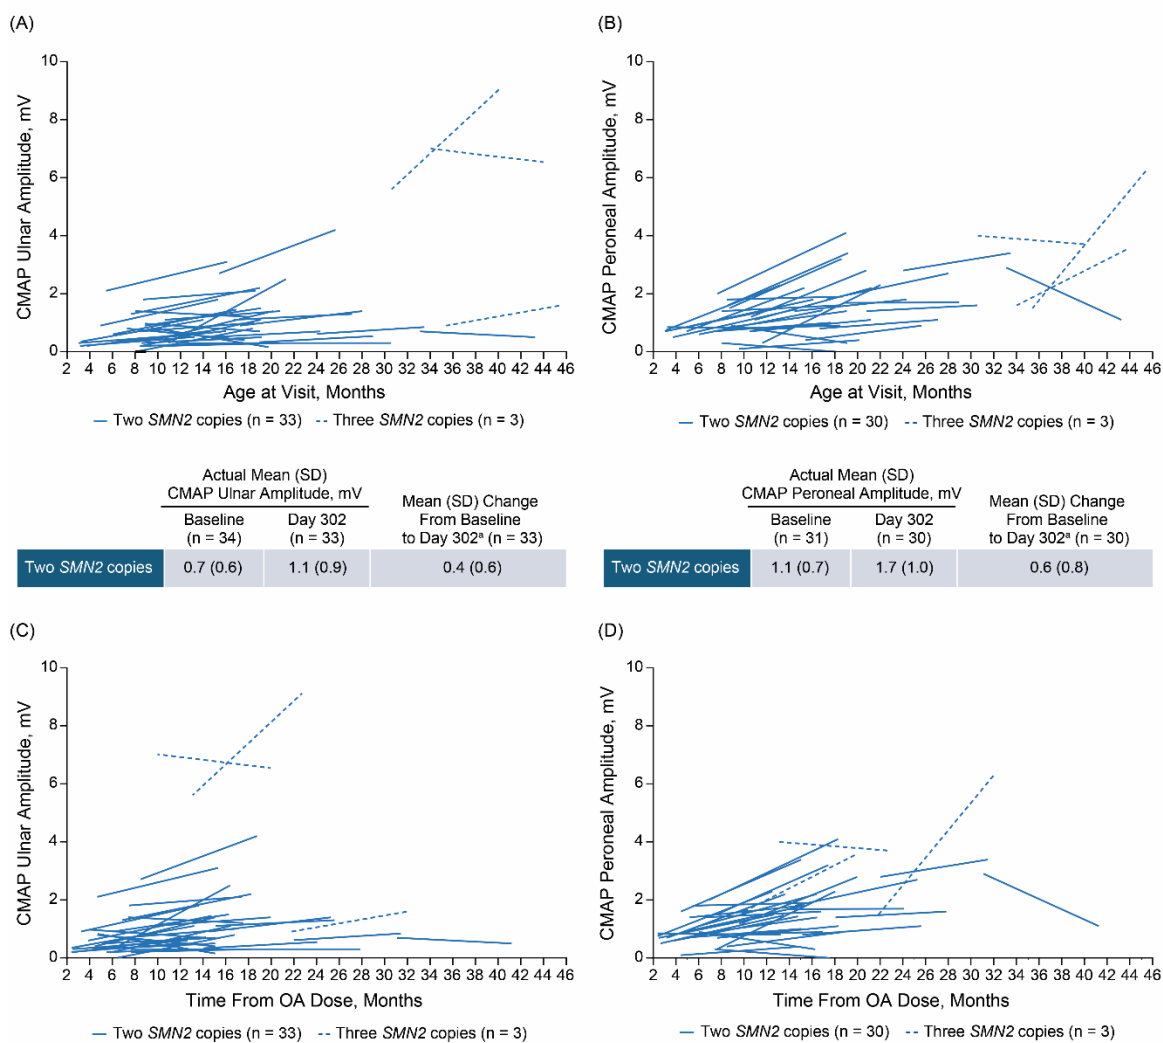 (A)
CMAP Ulnar Amplitude, mV
10
8
6
4
2
0
2 4 6 8 10 12 14 16 18 20 22 24 26 28 30 32 34 36 38 40 42 44 46
Age at Visit, Months
Two SMN2 copies (n = 33) Three SMN2 copies (n = 3)
(B)
CMAP Peroneal Amplitude, mV
10
8
6
4
2
0
2 4 6 8 10 12 14 16 18 20 22 24 26 28 30 32 34 36 38 40 42 44 46
Age at Visit, Months
Two SMN2 copies (n = 30) Three SMN2 copies (n = 3)
Actual Mean (SD)
CMAP Ulnar Amplitude, mV
Baseline
(n = 34)
Day 302
(n = 33)
Mean (SD) Change
From Baseline
to Day 302ᵃ (n = 33)
Two SMN2 copies 0.7 (0.6) 1.1 (0.9) 0.4 (0.6)
Actual Mean (SD)
CMAP Peroneal Amplitude, mV
Baseline
(n = 31)
Day 302
(n = 30)
Mean (SD) Change
From Baseline
to Day 302ᵃ (n = 30)
Two SMN2 copies 1.1 (0.7) 1.7 (1.0) 0.6 (0.8)
(C)
CMAP Ulnar Amplitude, mV
10
8
6
4
2
0
2 4 6 8 10 12 14 16 18 20 22 24 26 28 30 32 34 36 38 40 42 44 46
Time From OA Dose, Months
Two SMN2 copies (n = 33) Three SMN2 copies (n = 3)
(D)
CMAP Peroneal Amplitude, mV
10
8
6
4
2
0
2 4 6 8 10 12 14 16 18 20 22 24 26 28 30 32 34 36 38 40 42 44 46
Time From OA Dose, Months
Two SMN2 copies (n = 30) Three SMN2 copies (n = 3)